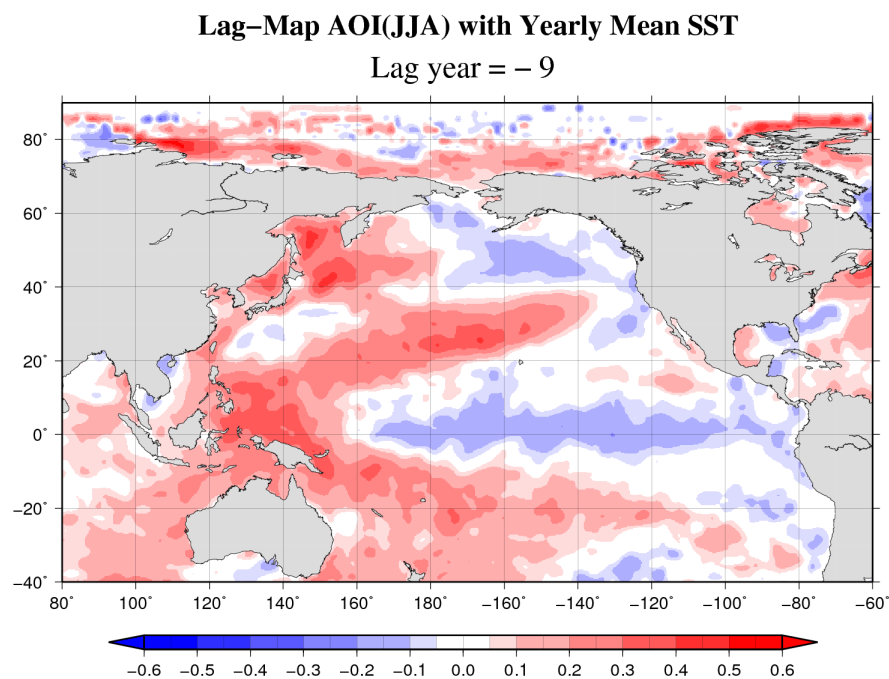 Lag−Map AOI(JJA) with Yearly Mean SST
Lag year = − 9
80˚
60˚
40˚
20˚
0˚
−20˚
−40˚
80 100 120 140 160 180˚ −160˚ −140˚ −120˚ −100˚ −80˚ −60˚
−0.6 −0.5 −0.4 −0.3 −0.2 −0.1 0.0 0.1 0.2 0.3 0.4 0.5 0.6